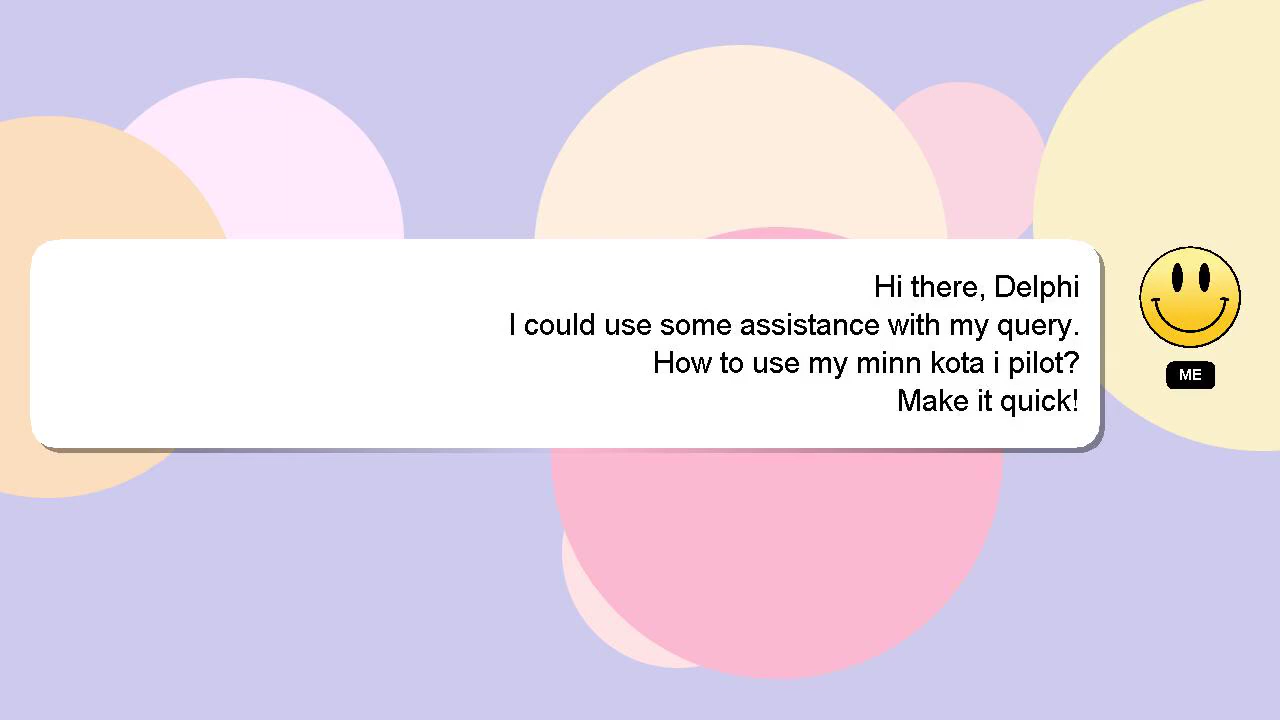 Hi there, Delphi
I could use some assistance with my query.
How to use my minn kota i pilot?
Make it quick!
ME